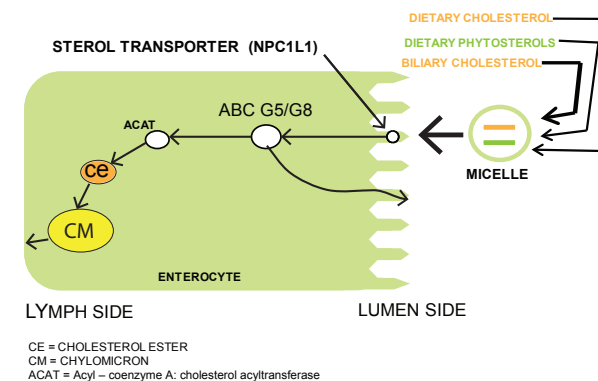 DIETARY CHOLESTEROL
DIETARY PHYTOSTEROLS
STEROL TRANSPORTER (NPC1L1)
BILIARY CHOLESTEROL
ABC G5/G8
ACAT
ce
MICELLE
CM
ENTEROCYTE
LYMPH SIDE
LUMEN SIDE
CE = CHOLESTEROL ESTER
CM = CHYLOMICRON
ACAT = Acyl – coenzyme A: cholesterol acyltransferase